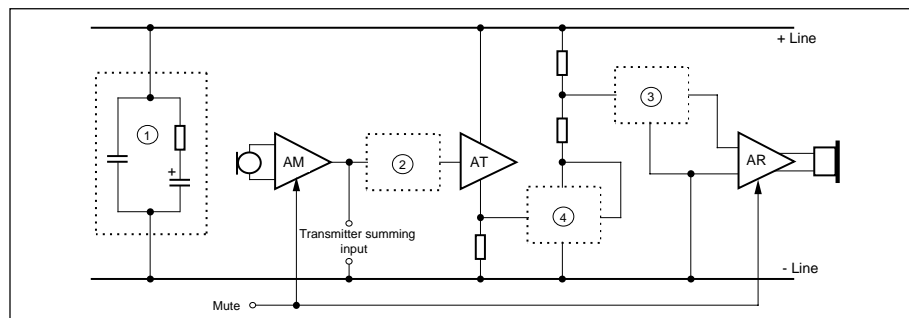 + Line
1
2
3
4
AM
AT
AR
+
Transmitter summing
input
- Line
Mute